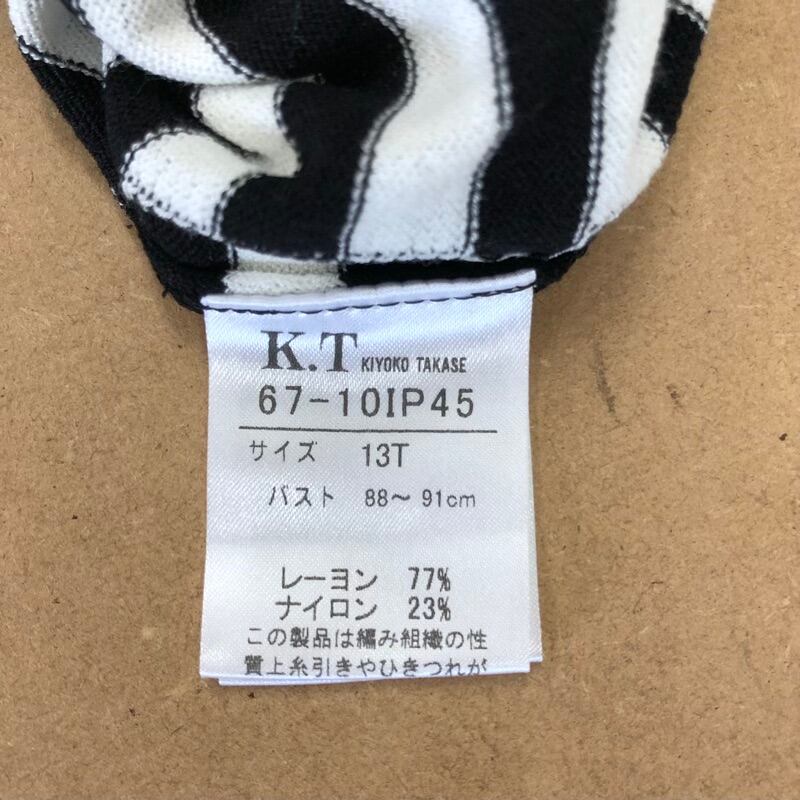 K.T KIYOKO TAKASE
67-10IP45
サイズ 13T
バスト 88～91cm
レーヨン 77%
ナイロン 23%
この製品は編み組織の性
質上糸引きやひきつれが